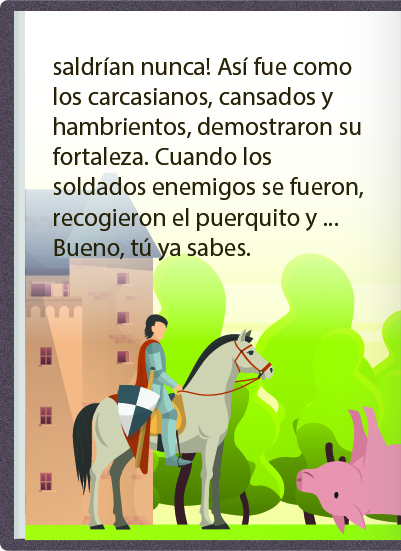 saldrían nunca! Así fue como
los carcasianos, cansados y
hambrientos, demostraron su
fortaleza. Cuando los
soldados enemigos se fueron,
recogieron el puerquito y ...
Bueno, tú ya sabes.